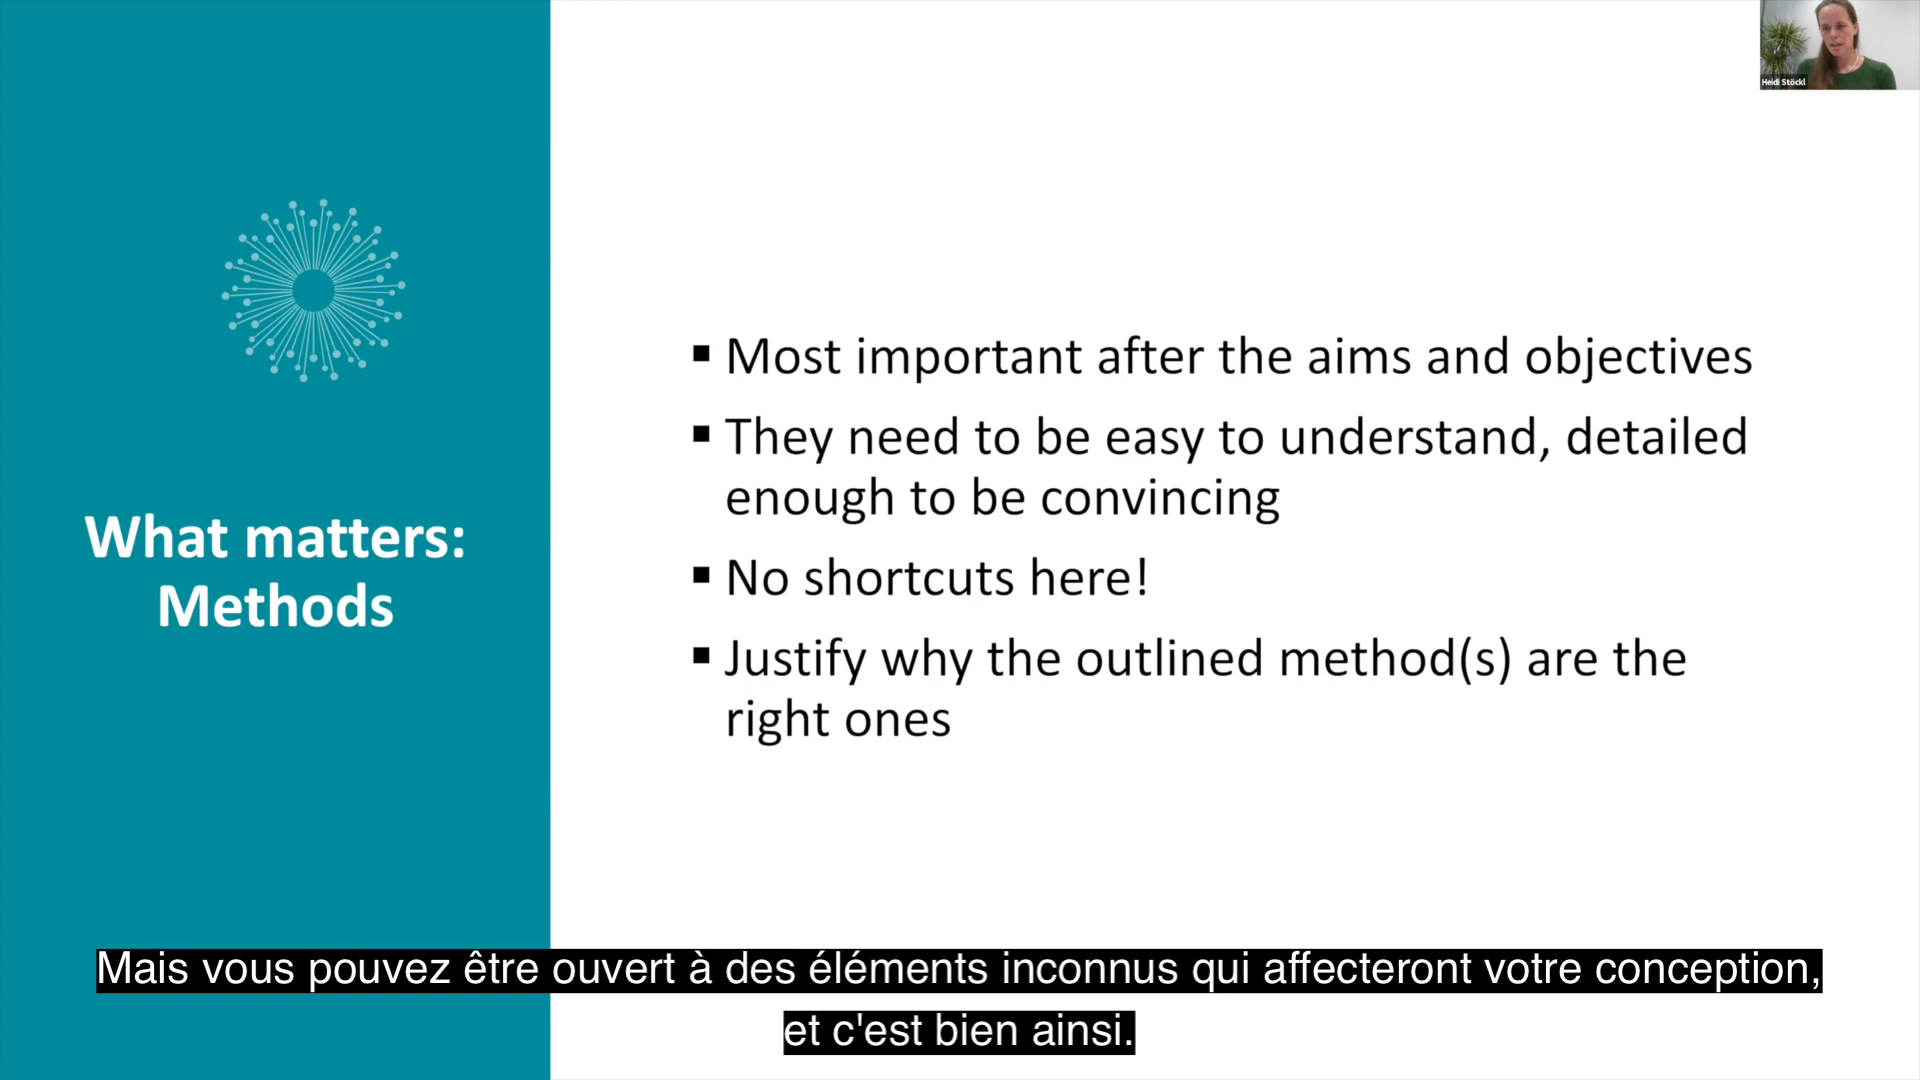 Heidi Stöckl
What matters:
Methods
▪ Most important after the aims and objectives
▪ They need to be easy to understand, detailed
enough to be convincing
▪ No shortcuts here!
▪ Justify why the outlined method(s) are the
right ones
Mais vous pouvez être ouvert à des éléments inconnus qui affecteront votre conception,
et c'est bien ainsi.